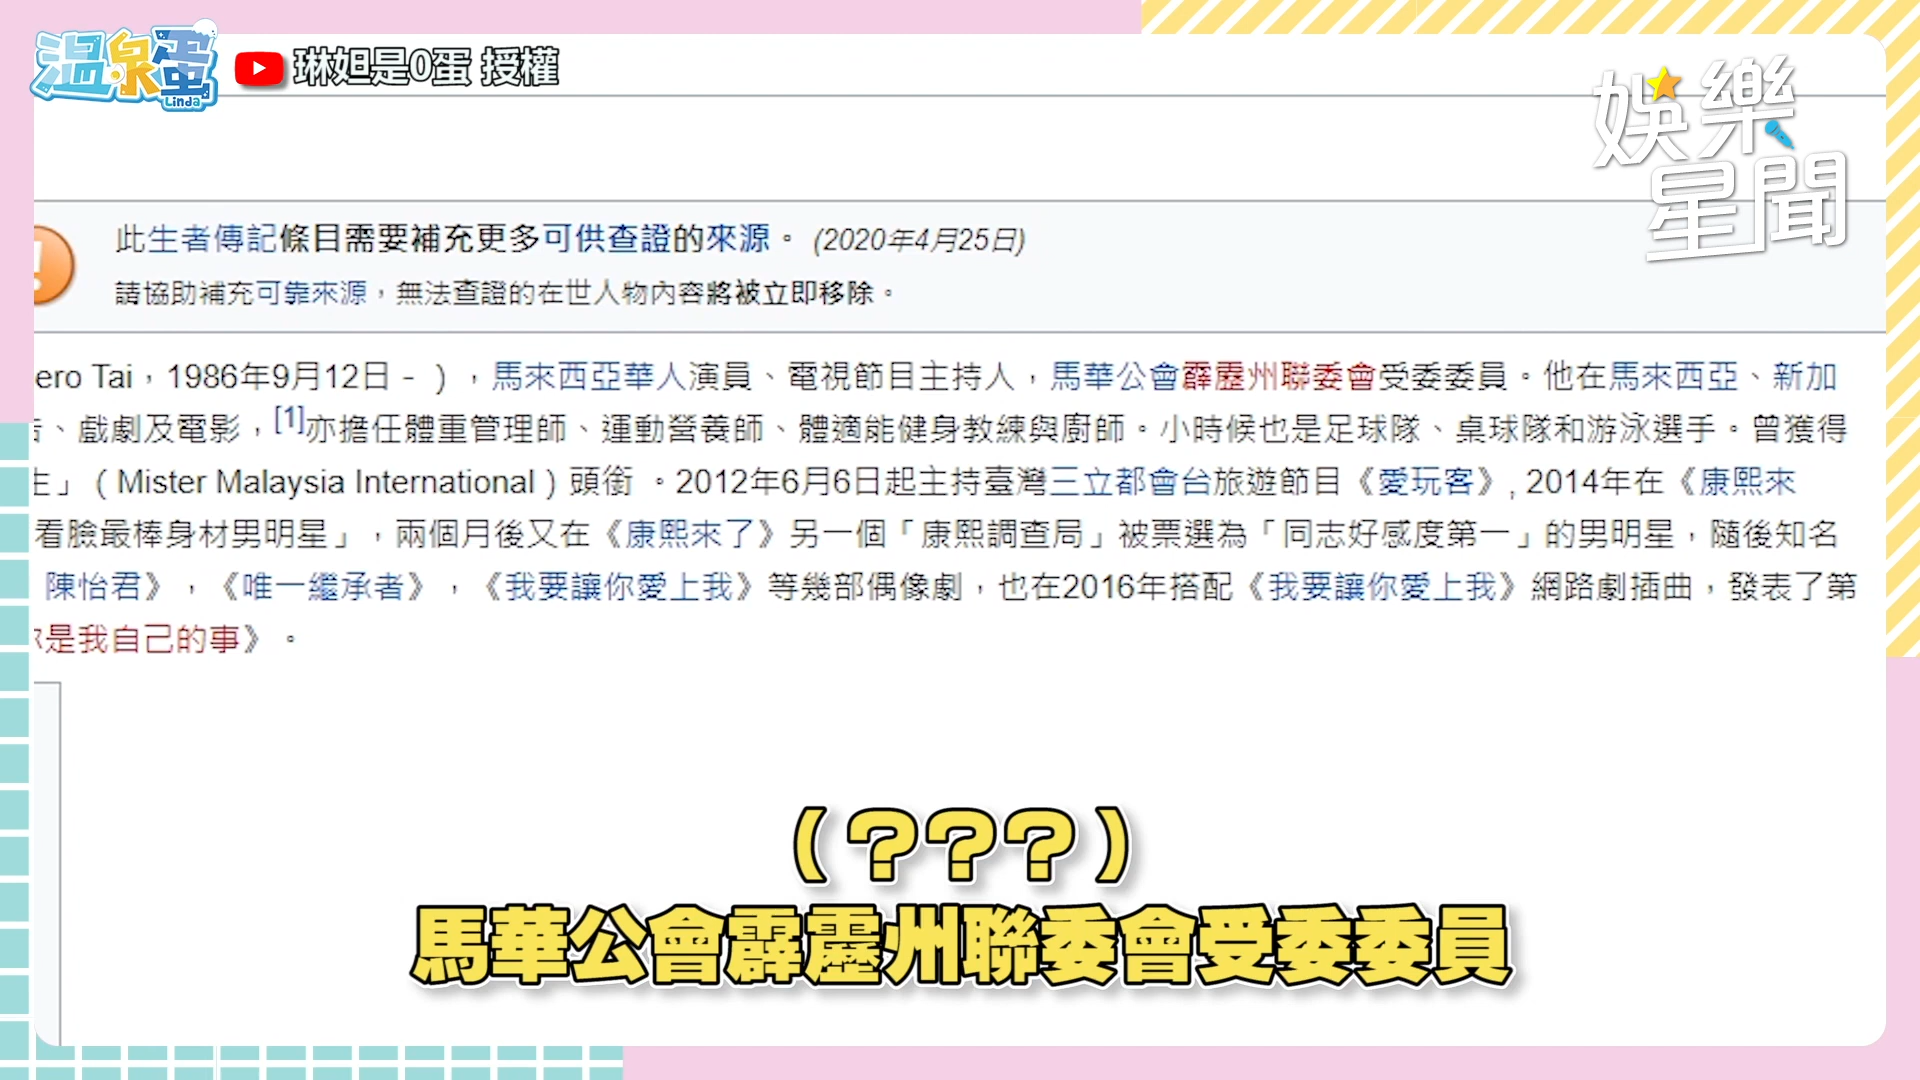 溫泉蛋
Linda
琳妲是0蛋 授權
娛樂
星聞
此生者傳記條目需要補充更多可供查證的來源。 (2020年4月25日)
請協助補充可靠來源，無法查證的在世人物內容將被立即移除。
ero Tai，1986年9月12日－），馬來西亞華人演員、電視節目主持人，馬華公會霹靂州聯委會受委委員。他在馬來西亞、新加
、戲劇及電影，[1]亦擔任體重管理師、運動營養師、體適能健身教練與廚師。小時候也是足球隊、桌球隊和游泳選手。曾獲得
生」（Mister Malaysia International）頭銜 。2012年6月6日起主持臺灣三立都會台旅遊節目《愛玩客》, 2014年在《康熙來
看臉最棒身材男明星」，兩個月後又在《康熙來了》另一個「康熙調查局」被票選為「同志好感度第一」的男明星，隨後知名
陳怡君》，《唯一繼承者》，《我要讓你愛上我》等幾部偶像劇，也在2016年搭配《我要讓你愛上我》網路劇插曲，發表了第
是我自己的事》。
（？？？）
馬華公會霹靂州聯委會受委委員